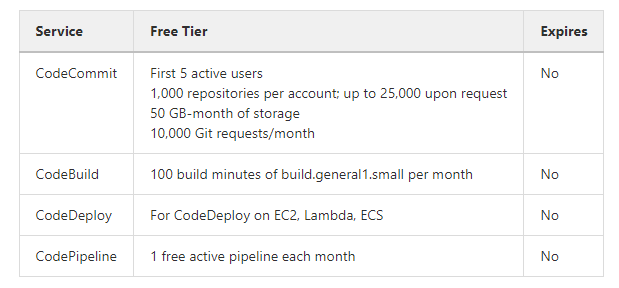 Service Free Tier Expires
CodeCommit First 5 active users No
1,000 repositories per account; up to 25,000 upon request
50 GB-month of storage
10,000 Git requests/month
CodeBuild 100 build minutes of build.general1.small per month No
CodeDeploy For CodeDeploy on EC2, Lambda, ECS No
CodePipeline 1 free active pipeline each month No